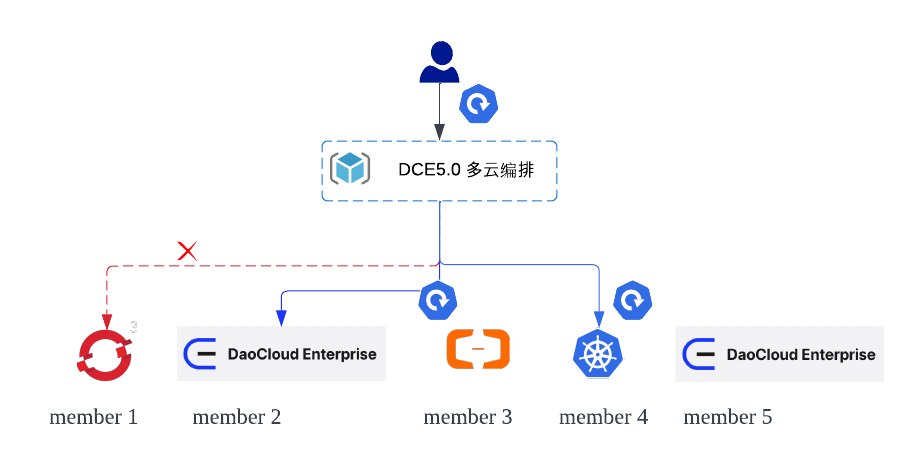 DCE5.0 多云编排
3
DaoCloud Enterprise
DaoCloud Enterprise
member 1
member 2
member 3
member 4
member 5